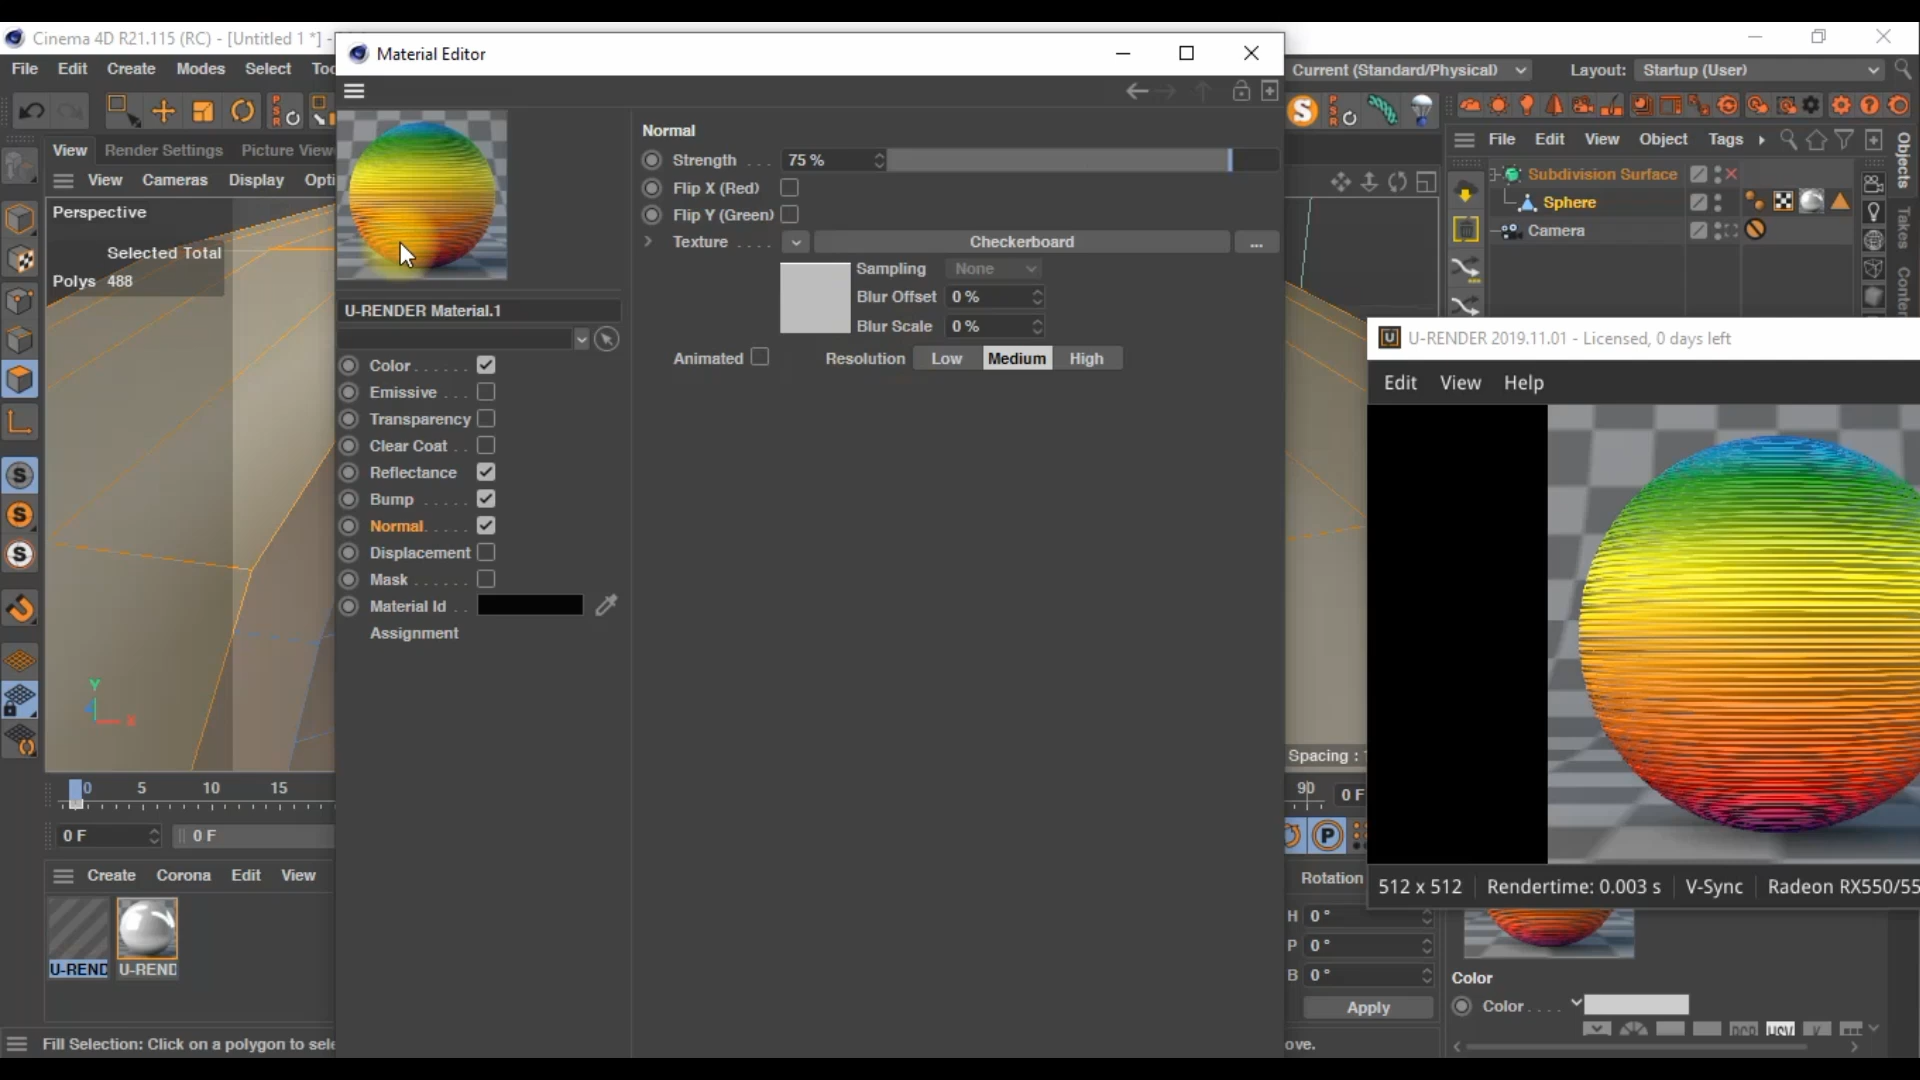 Cinema 4D R21.115 (RC) - [Untitled 1 *] -
Material Editor
File Edit Create Modes Select
Current (Standard/Physical) Layout: Startup (User)
View Render Settings
View Cameras Display
Perspective
Selected Total
Polys 488
Y
X
Normal
Strength . . . 75 %
Flip X (Red)
Flip Y (Green)
Texture . . . . Checkerboard ...
Sampling None
Blur Offset 0 %
Blur Scale 0 %
Animated Resolution Low Medium High
U-RENDER Material.1
Color . . . . . .
Emissive . . .
Transparency
Clear Coat . .
Reflectance
Bump . . . . .
Normal. . . . .
Displacement
Mask . . . . . .
Material Id . .
Assignment
File Edit View Object Tags
Subdivision Surface
Sphere
Camera
Objects
Takes
U-RENDER 2019.11.01 - Licensed, 0 days left
Edit View Help
512 x 512 Rendertime: 0.003 s V-Sync
Spacing :
0 5 10 15
90
0 F
0 F 0 F
P
Create Corona Edit View
U-REND U-REND
Rotation
H 0 °
P 0 °
B 0 °
Apply
Color
Color . . . .
HSV
Fill Selection: Click on a polygon to
ove.